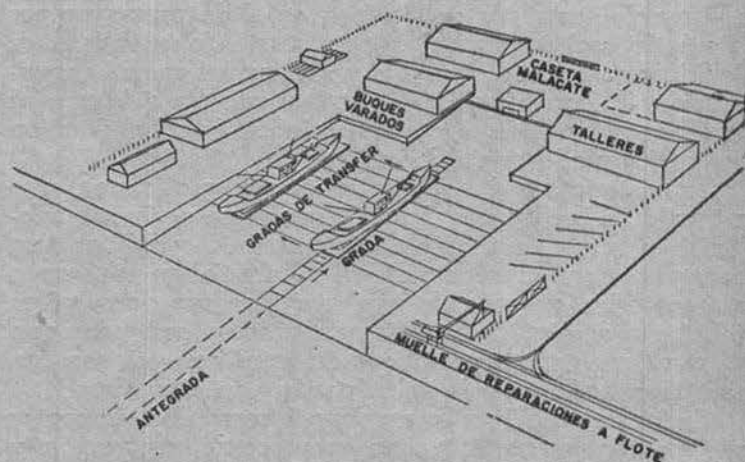 CASETA
MALACATE
BUQUES
VARADOS
TALLERES
GRADAS DE TRANSFER
GRADA
ANTEGRADA
MUELLE DE REPARACIONES A FLOTE